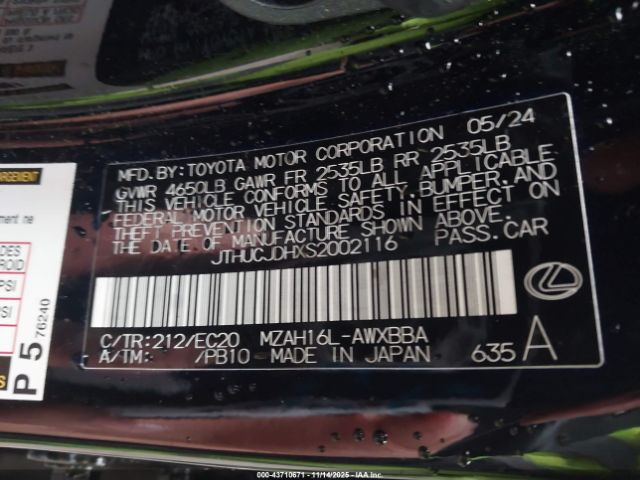 MFD. BY: TOYOTA MOTOR CORPORATION 05/24
GVWR 4650LB GAWR FR 2535LB RR 2535LB
THIS VEHICLE CONFORMS TO ALL APPLICABLE
FEDERAL MOTOR VEHICLE SAFETY, BUMPER, AND
THEFT PREVENTION STANDARDS IN EFFECT ON
THE DATE OF MANUFACTURE SHOWN ABOVE.
JTHUCJDHXS2002116 PASS.CAR
C/TR:212/EC20 MZAH16L-AWXBBA
A/TM: /PB10 MADE IN JAPAN 635 A
P 5 76240
PSI
000-43710671 - 11/14/2025 - IAA Inc.